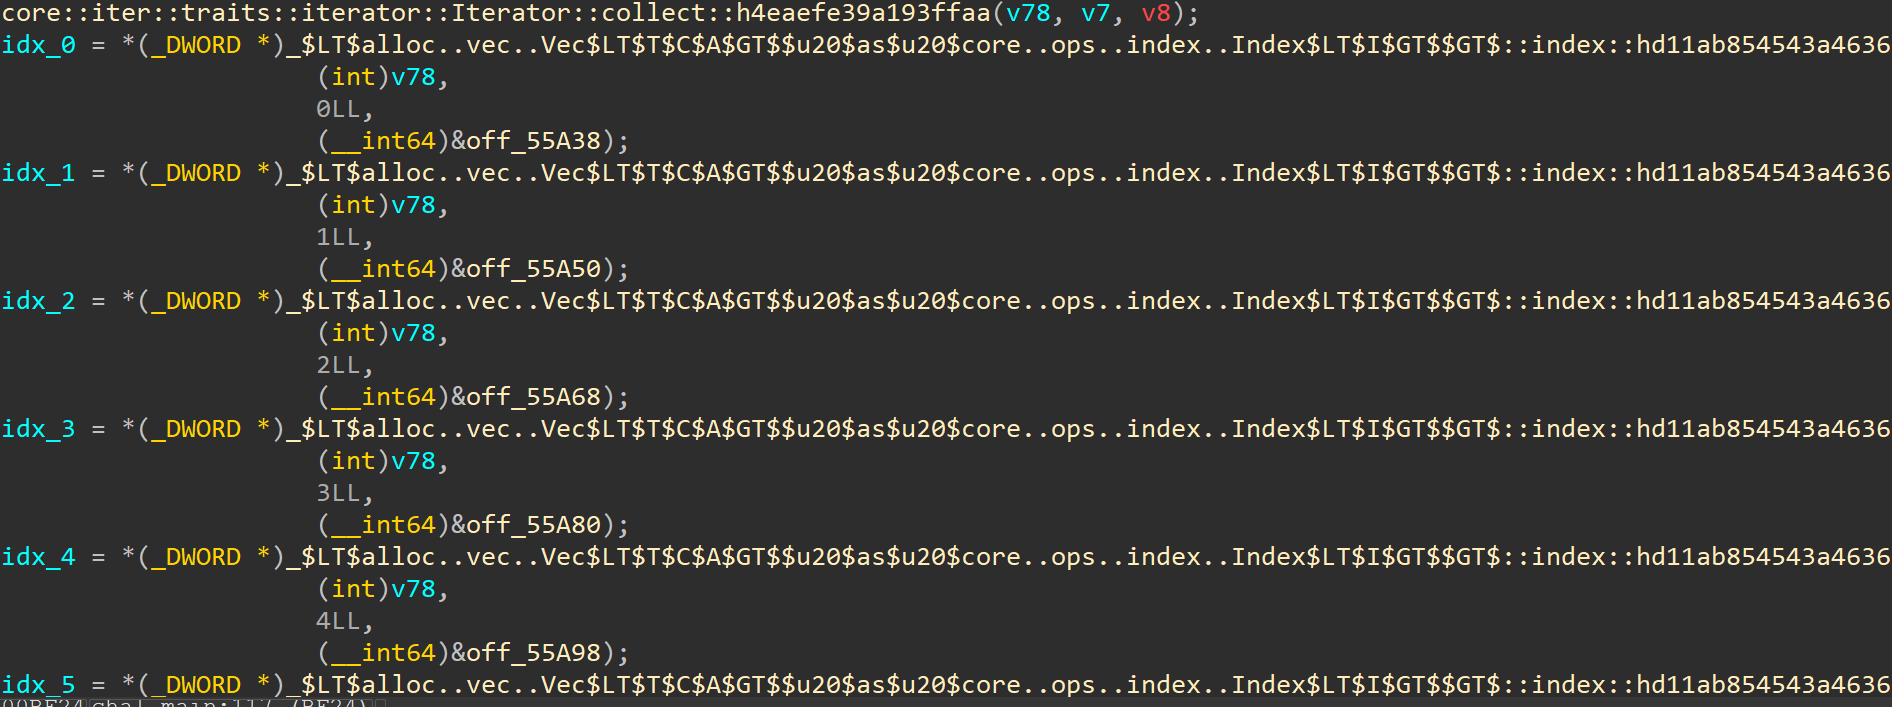 core::iter::traits::iterator::Iterator::collect::h4eaefe39a193ffaa(v78, v7, v8);
idx_0 = *(_DWORD *)_$LT$alloc..vec..Vec$LT$T$C$A$GT$$u20$as$u20$core..ops..index..Index$LT$I$GT$$GT$::index::hd11ab854543a4636
(int)v78,
0LL,
(__int64)&off_55A38);
idx_1 = *(_DWORD *)_$LT$alloc..vec..Vec$LT$T$C$A$GT$$u20$as$u20$core..ops..index..Index$LT$I$GT$$GT$::index::hd11ab854543a4636
(int)v78,
1LL,
(__int64)&off_55A50);
idx_2 = *(_DWORD *)_$LT$alloc..vec..Vec$LT$T$C$A$GT$$u20$as$u20$core..ops..index..Index$LT$I$GT$$GT$::index::hd11ab854543a4636
(int)v78,
2LL,
(__int64)&off_55A68);
idx_3 = *(_DWORD *)_$LT$alloc..vec..Vec$LT$T$C$A$GT$$u20$as$u20$core..ops..index..Index$LT$I$GT$$GT$::index::hd11ab854543a4636
(int)v78,
3LL,
(__int64)&off_55A80);
idx_4 = *(_DWORD *)_$LT$alloc..vec..Vec$LT$T$C$A$GT$$u20$as$u20$core..ops..index..Index$LT$I$GT$$GT$::index::hd11ab854543a4636
(int)v78,
4LL,
(__int64)&off_55A98);
idx_5 = *(_DWORD *)_$LT$alloc..vec..Vec$LT$T$C$A$GT$$u20$as$u20$core..ops..index..Index$LT$I$GT$$GT$::index::hd11ab854543a4636